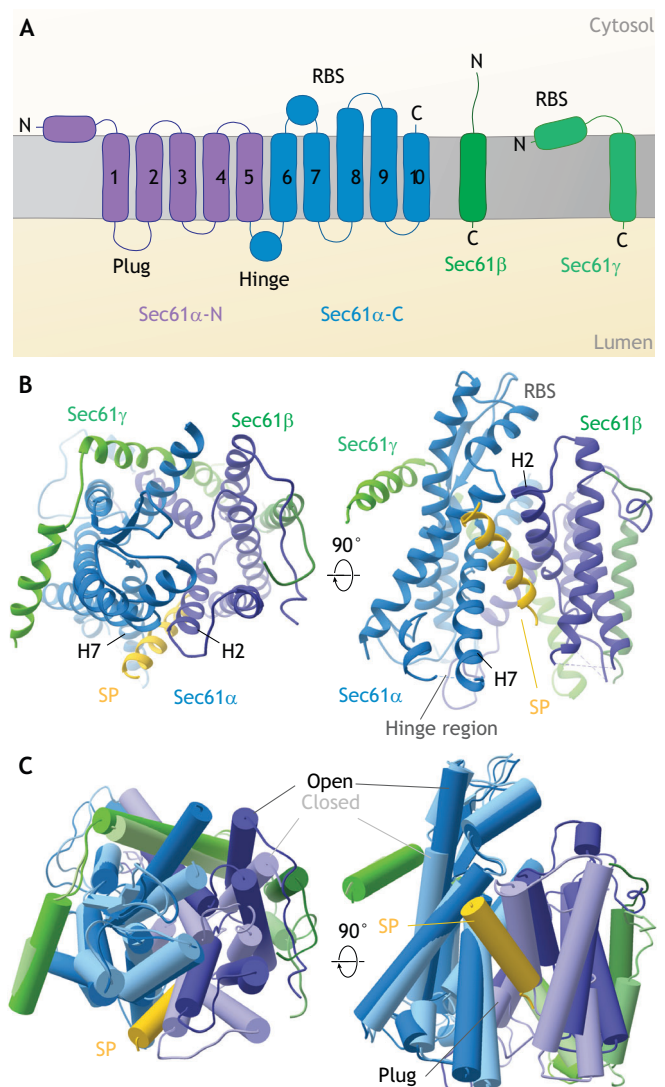 A
Cytosol
N
RBS
RBS
N
C
N
1 2 3 4 5 6 7 8 9 10
Plug
Hinge
C
C
Sec61β
Sec61γ
Sec61α-N
Sec61α-C
Lumen
B
Sec61γ
Sec61β
RBS
Sec61β
Sec61γ
H2
90°
H7
H2
SP
Sec61α
Sec61α
H7
SP
Hinge region
C
Open
Closed
90°
SP
SP
Plug